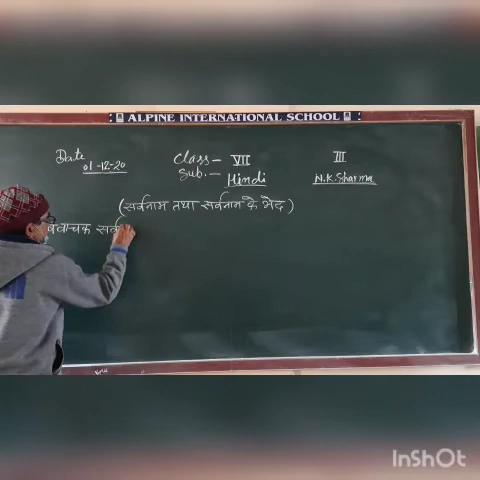 ALPINE INTERNATIONAL SCHOOL
Date 01-12-20
Class - VII III
Sub. - Hindi N.K.Sharma
(सर्वनाम तथा सर्वनाम के भेद)
InShOt